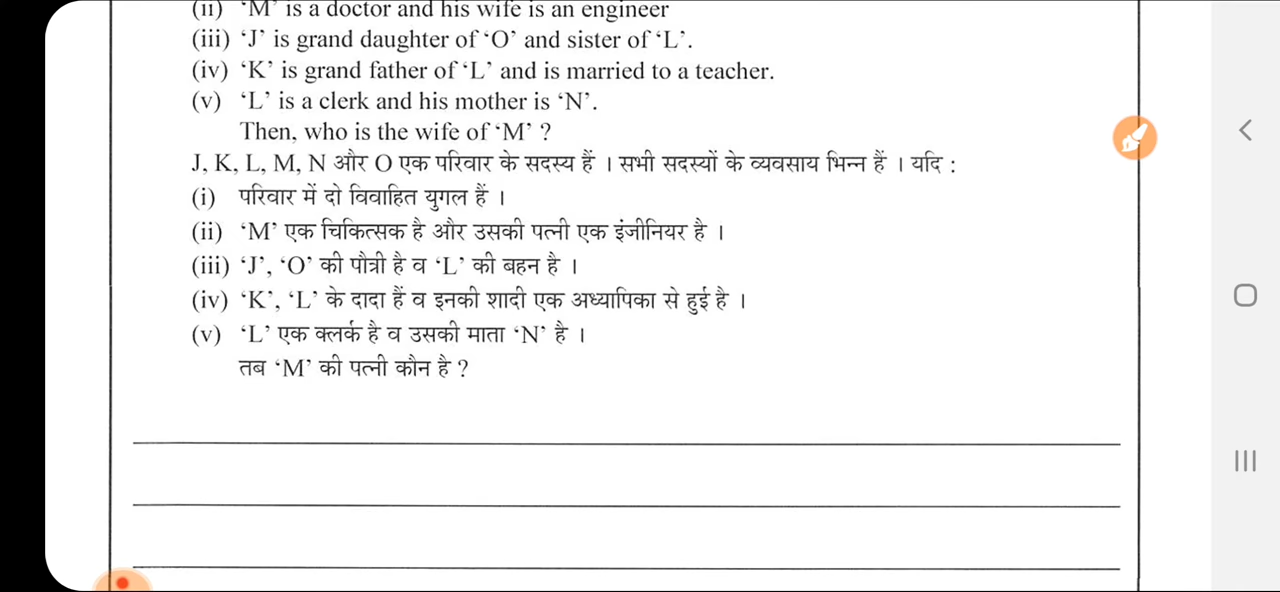 (ii) ‘M’ is a doctor and his wife is an engineer
(iii) ‘J’ is grand daughter of ‘O’ and sister of ‘L’.
(iv) ‘K’ is grand father of ‘L’ and is married to a teacher.
(v) ‘L’ is a clerk and his mother is ‘N’.
Then, who is the wife of ‘M’ ?
J, K, L, M, N और O एक परिवार के सदस्य हैं । सभी सदस्यों के व्यवसाय भिन्न हैं । यदि :
(i) परिवार में दो विवाहित युगल हैं ।
(ii) ‘M’ एक चिकित्सक है और उसकी पत्नी एक इंजीनियर है ।
(iii) ‘J’, ‘O’ की पौत्री है व ‘L’ की बहन है ।
(iv) ‘K’, ‘L’ के दादा हैं व इनकी शादी एक अध्यापिका से हुई है ।
(v) ‘L’ एक क्लर्क है व उसकी माता ‘N’ है ।
तब ‘M’ की पत्नी कौन है ?